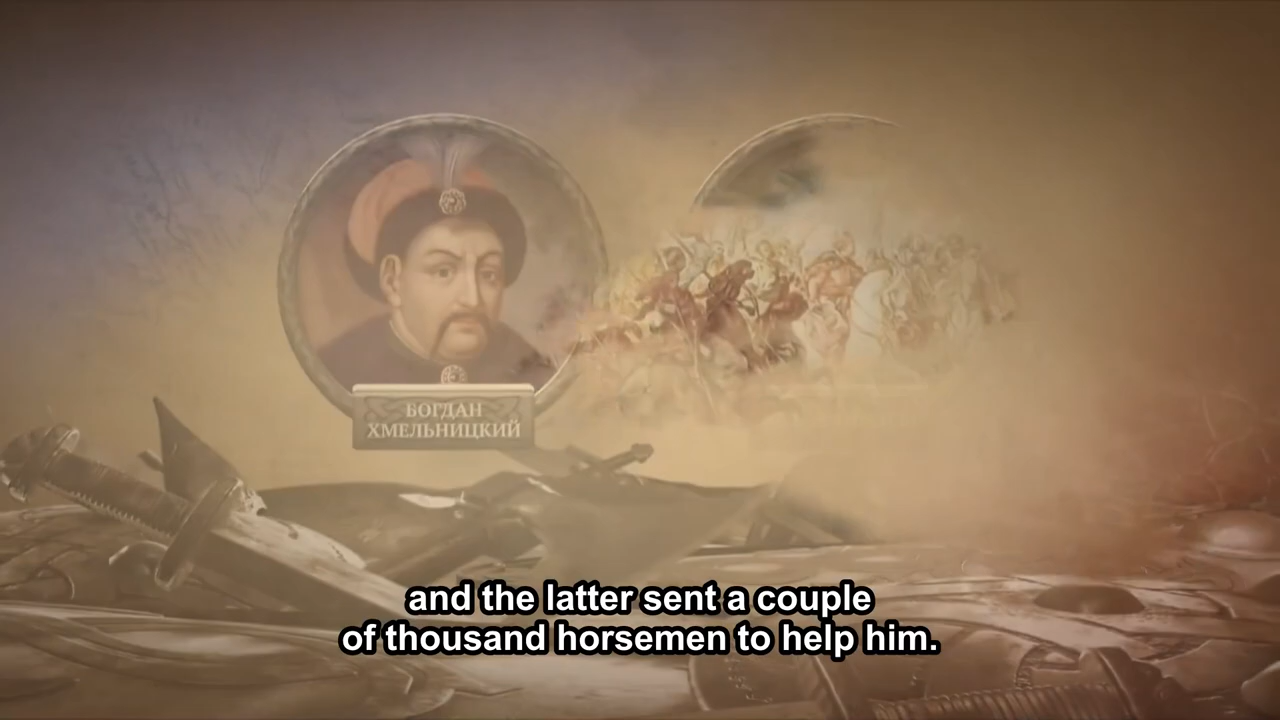 БОГДАН
ХМЕЛЬНИЦКИЙ
and the latter sent a couple
of thousand horsemen to help him.